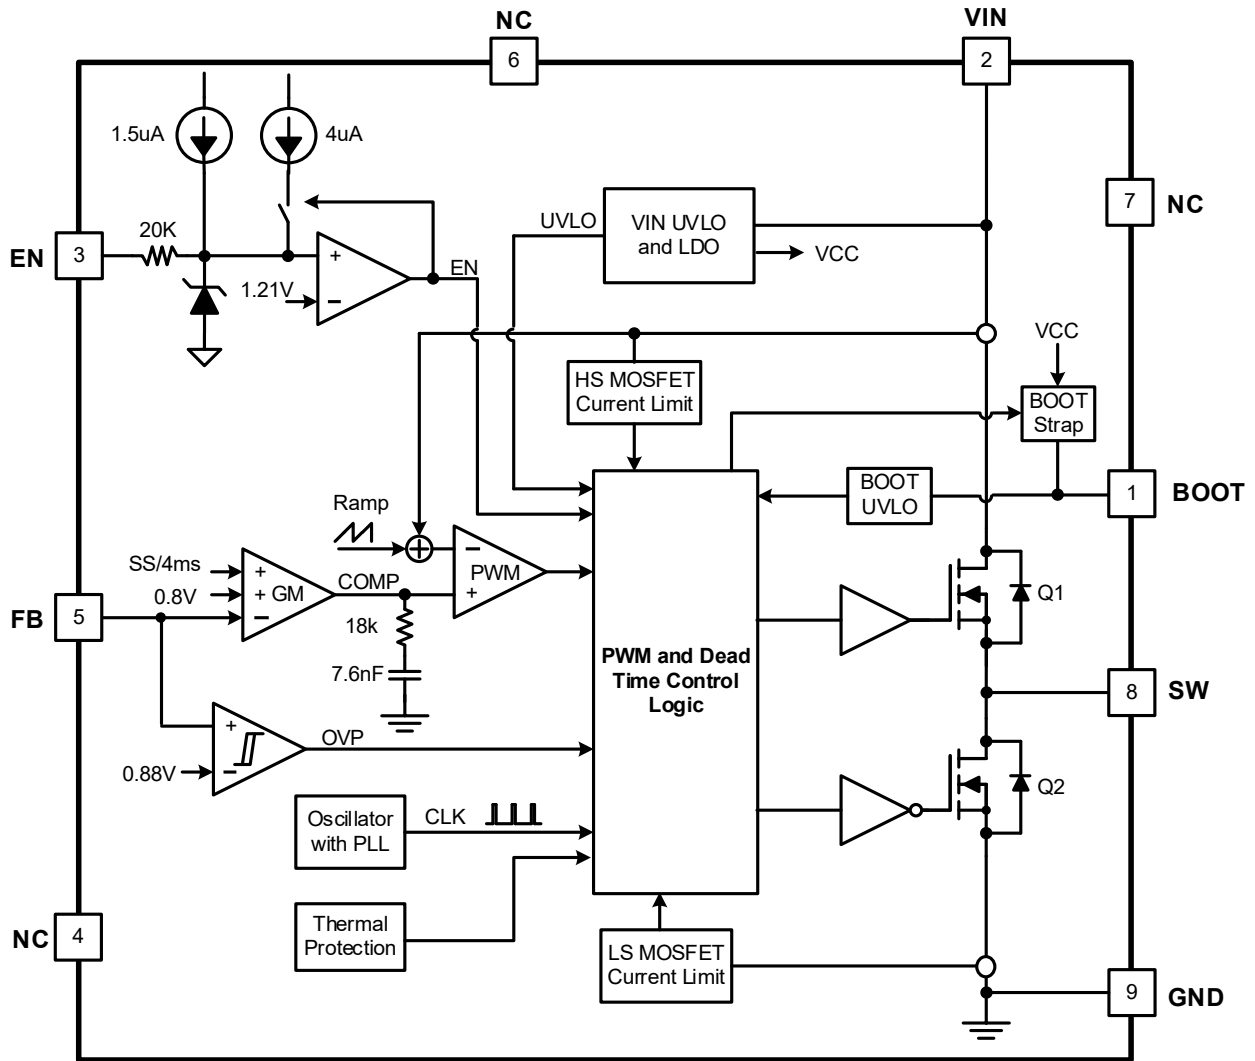 NC
VIN
6
2
1.5uA
4uA
7
NC
UVLO
VIN UVLO
and LDO
VCC
20K
EN
3
+
EN
1.21V
−
VCC
HS MOSFET
Current Limit
BOOT
Strap
BOOT
UVLO
1
BOOT
Ramp
+
−
PWM
+
SS/4ms
+
0.8V
+
GM
−
COMP
FB
5
18k
7.6nF
PWM and Dead
Time Control
Logic
Q1
8
SW
+
OVP
0.88V
−
Q2
Oscillator
with PLL
CLK
NC
4
Thermal
Protection
LS MOSFET
Current Limit
9
GND